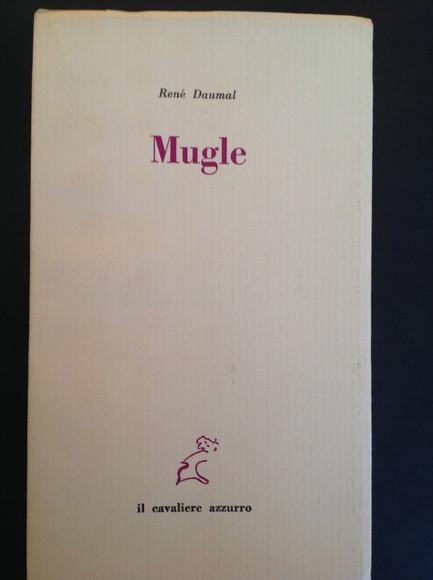 René Daumal
Mugle
il cavaliere azzurro